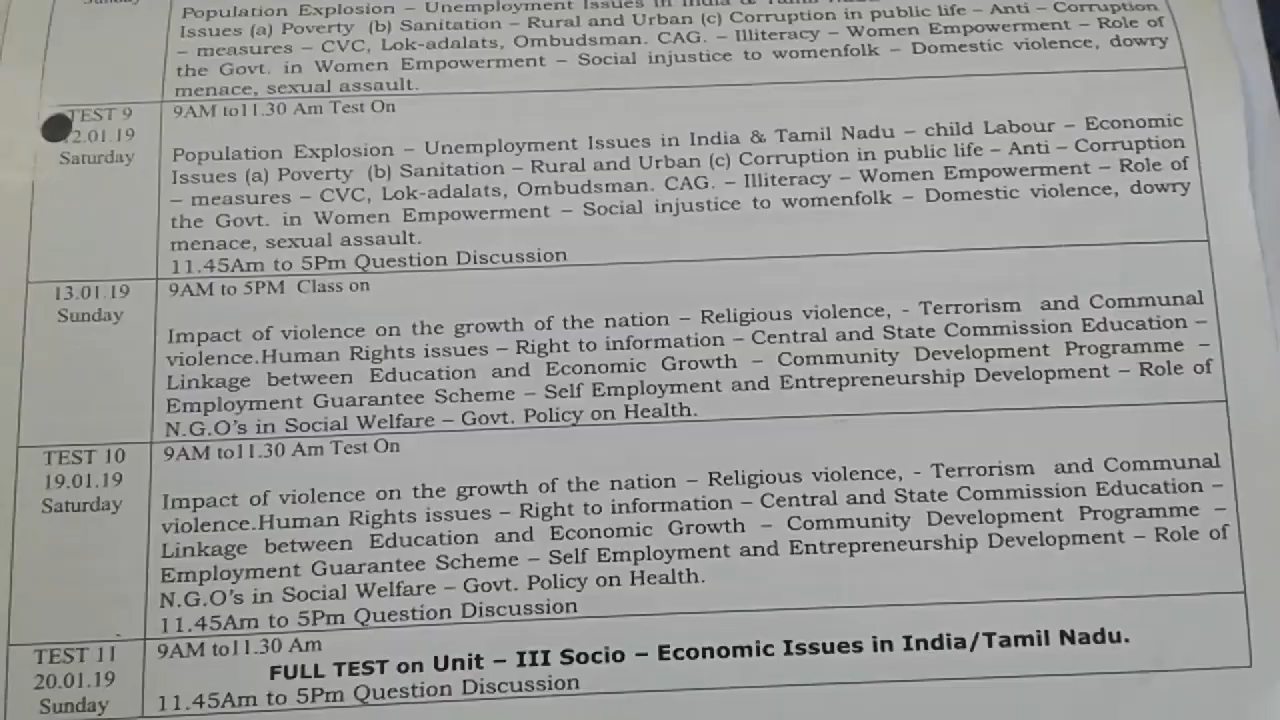 Sunday
Population Explosion – Unemployment Issues in India & Tamil Nadu
Issues (a) Poverty (b) Sanitation – Rural and Urban (c) Corruption in public life – Anti – Corruption
– measures – CVC, Lok-adalats, Ombudsman. CAG. – Illiteracy – Women Empowerment – Role of
the Govt. in Women Empowerment – Social injustice to womenfolk – Domestic violence, dowry
menace, sexual assault.
TEST 9
2.01.19
Saturday
9AM to11.30 Am Test On
Population Explosion – Unemployment Issues in India & Tamil Nadu – child Labour – Economic
Issues (a) Poverty (b) Sanitation – Rural and Urban (c) Corruption in public life – Anti – Corruption
– measures – CVC, Lok-adalats, Ombudsman. CAG. – Illiteracy – Women Empowerment – Role of
the Govt. in Women Empowerment – Social injustice to womenfolk – Domestic violence, dowry
menace, sexual assault.
11.45Am to 5Pm Question Discussion
13.01.19
Sunday
9AM to 5PM Class on
Impact of violence on the growth of the nation – Religious violence, - Terrorism and Communal
violence.Human Rights issues – Right to information – Central and State Commission Education –
Linkage between Education and Economic Growth – Community Development Programme –
Employment Guarantee Scheme – Self Employment and Entrepreneurship Development – Role of
N.G.O's in Social Welfare – Govt. Policy on Health.
TEST 10
19.01.19
Saturday
9AM to11.30 Am Test On
Impact of violence on the growth of the nation – Religious violence, - Terrorism and Communal
violence.Human Rights issues – Right to information – Central and State Commission Education –
Linkage between Education and Economic Growth – Community Development Programme –
Employment Guarantee Scheme – Self Employment and Entrepreneurship Development – Role of
N.G.O's in Social Welfare – Govt. Policy on Health.
11.45Am to 5Pm Question Discussion
TEST 11
20.01.19
Sunday
9AM to11.30 Am
FULL TEST on Unit – III Socio – Economic Issues in India/Tamil Nadu.
11.45Am to 5Pm Question Discussion